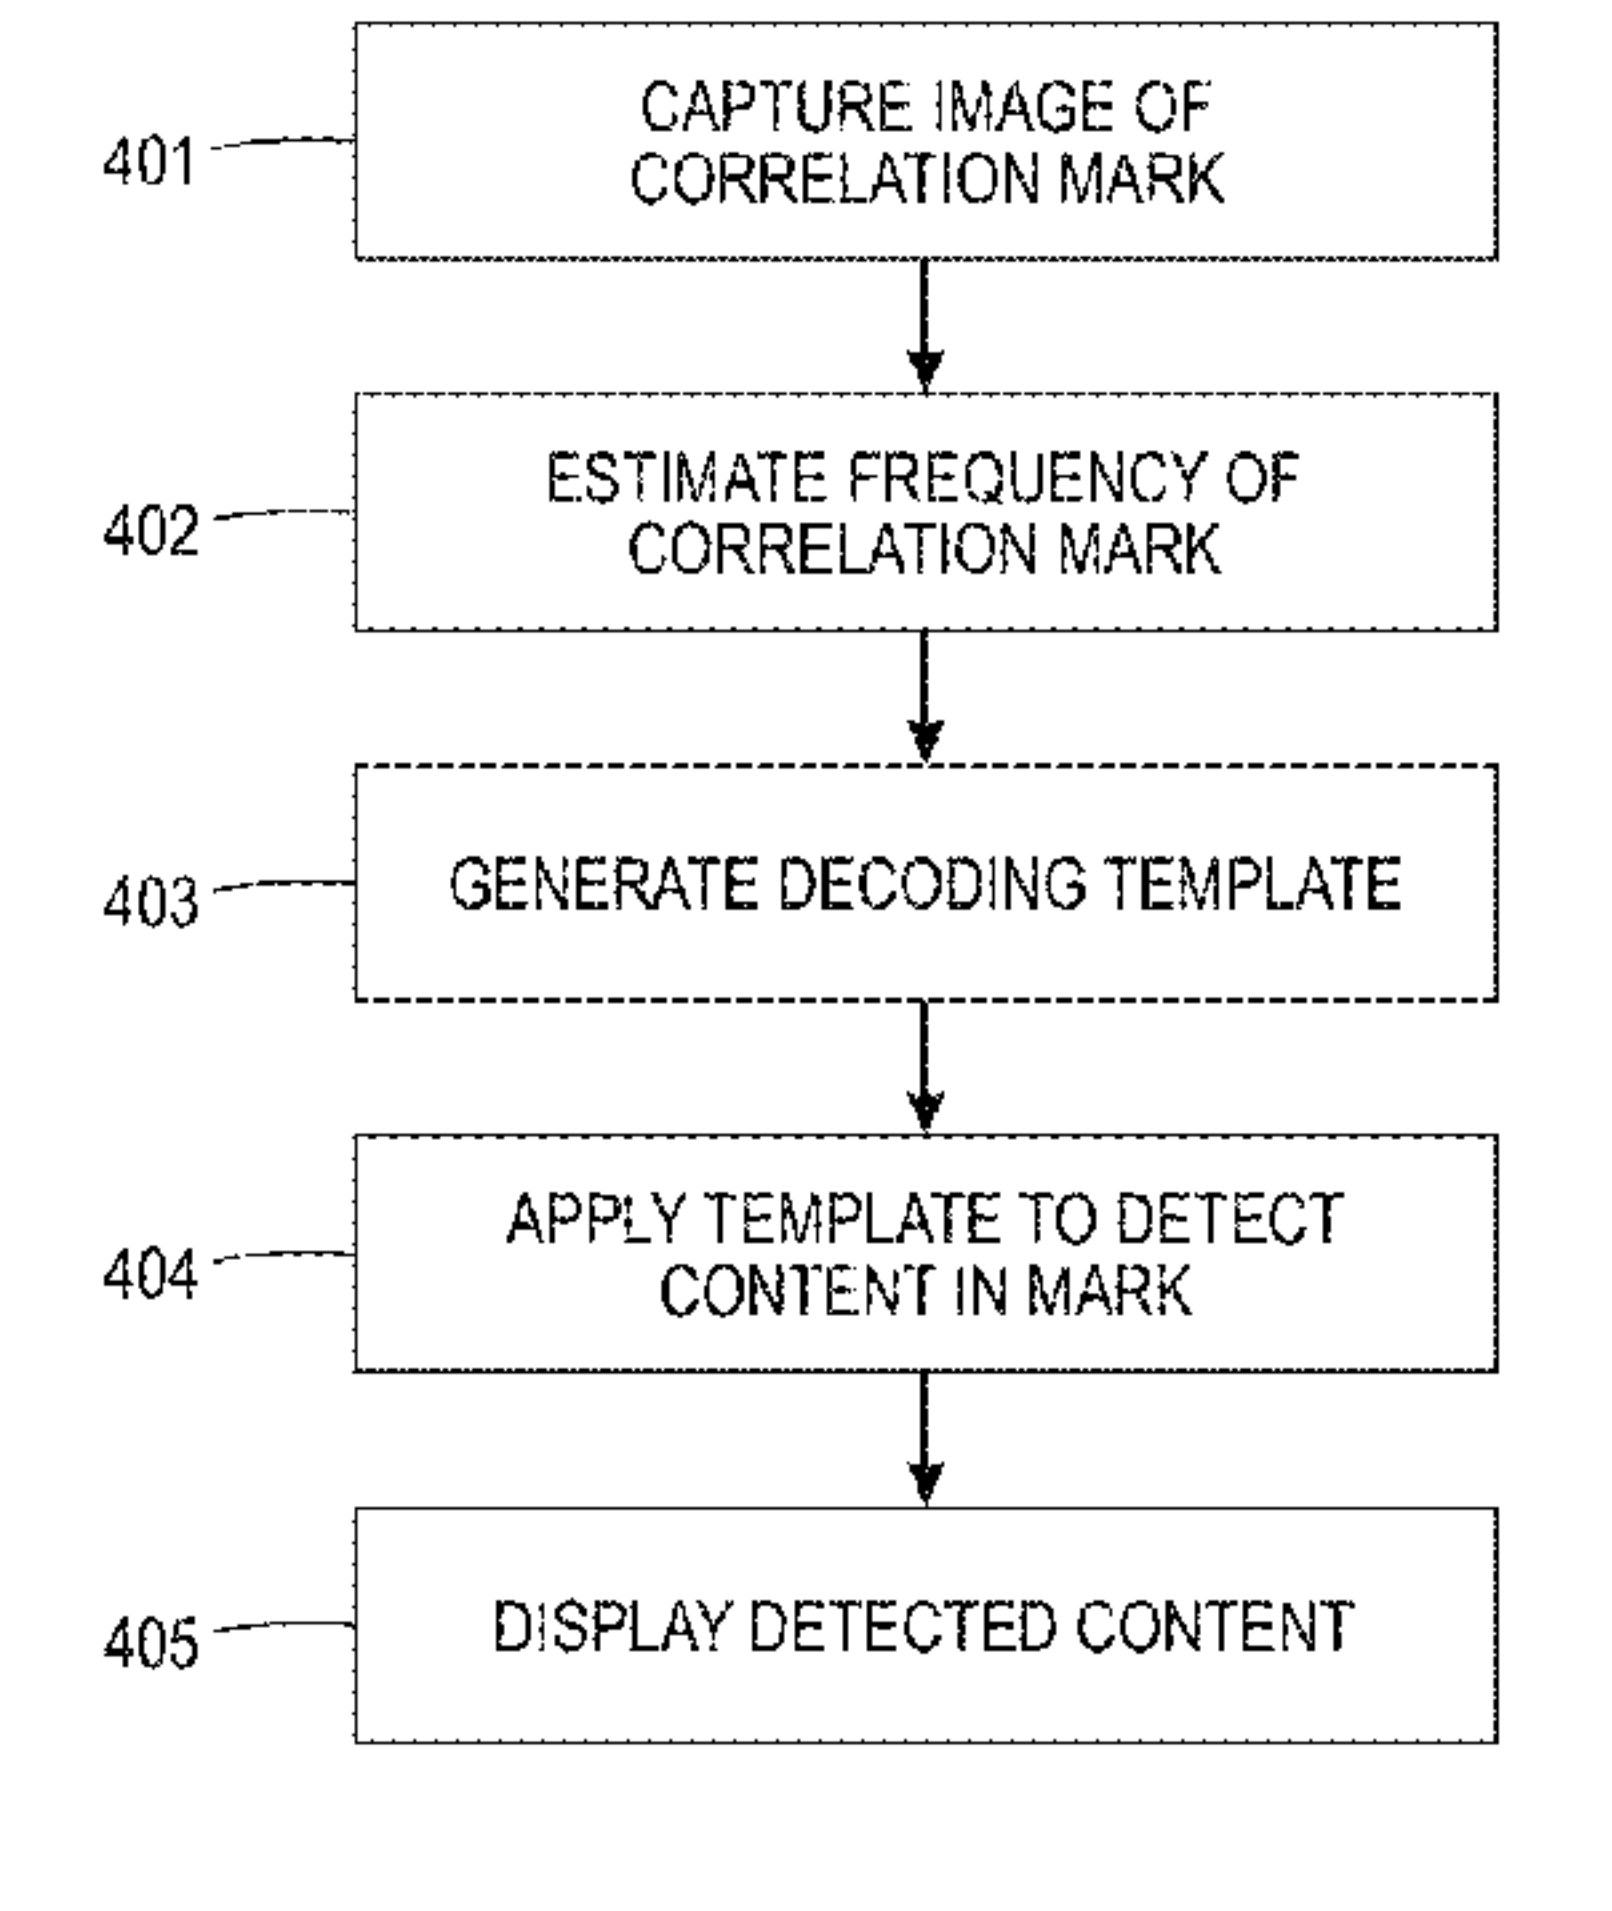 CAPTURE IMAGE OF
CORRELATION MARK
401
ESTIMATE FREQUENCY OF
CORRELATION MARK
402
GENERATE DECODING TEMPLATE
403
APPLY TEMPLATE TO DETECT
CONTENT IN MARK
404
DISPLAY DETECTED CONTENT
405